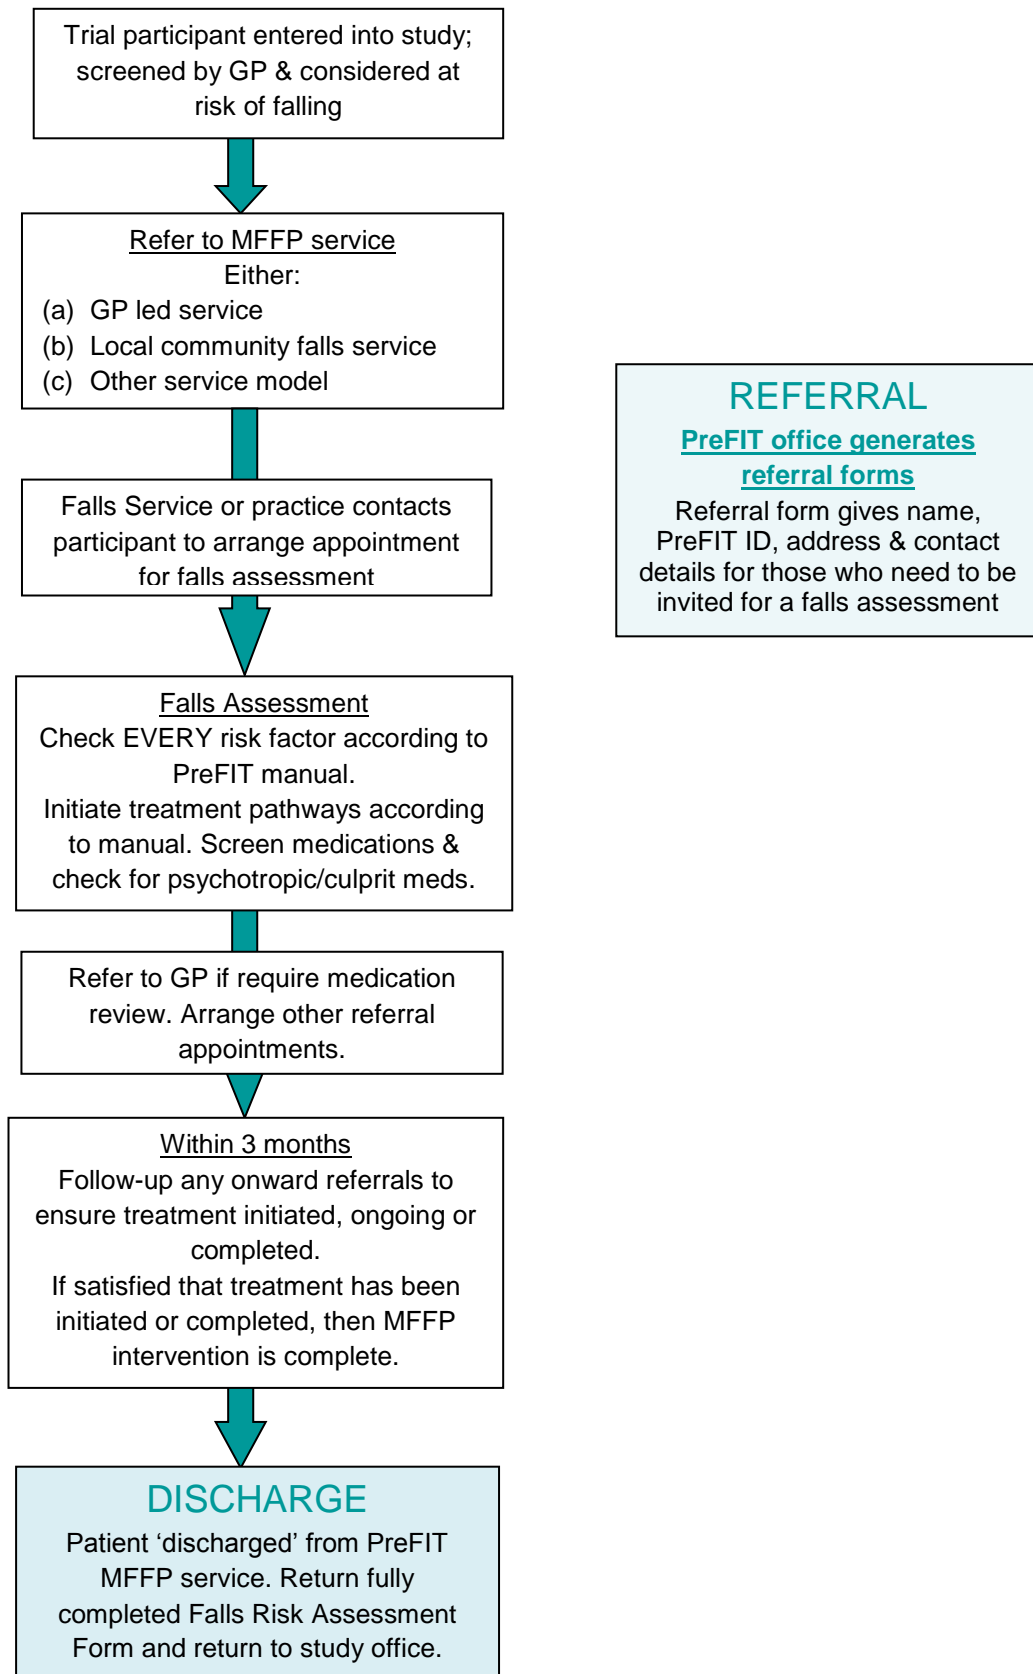 Trial participant entered into study;
screened by GP & considered at
risk of falling
Refer to MFFP service
Either:
(a) GP led service
(b) Local community falls service
(c) Other service model
REFERRAL
PreFIT office generates
referral forms
Referral form gives name,
PreFIT ID, address & contact
details for those who need to be
invited for a falls assessment
Falls Service or practice contacts
participant to arrange appointment
for falls assessment
Falls Assessment
Check EVERY risk factor according to
PreFIT manual.
Initiate treatment pathways according
to manual. Screen medications &
check for psychotropic/culprit meds.
Refer to GP if require medication
review. Arrange other referral
appointments.
Within 3 months
Follow-up any onward referrals to
ensure treatment initiated, ongoing or
completed.
If satisfied that treatment has been
initiated or completed, then MFFP
intervention is complete.
DISCHARGE
Patient ‘discharged’ from PreFIT
MFFP service. Return fully
completed Falls Risk Assessment
Form and return to study office.